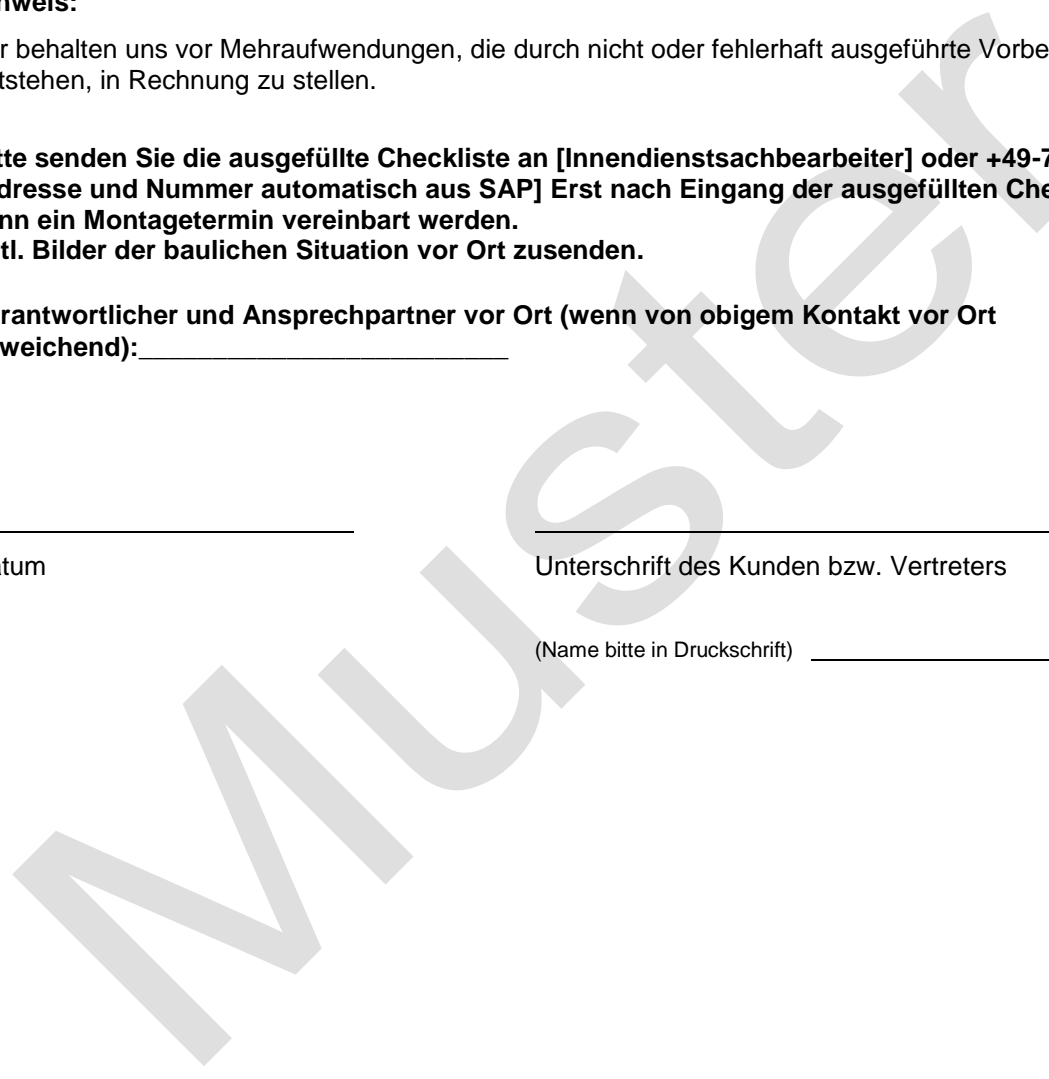 nweis:
r behalten uns vor Mehraufwendungen, die durch nicht oder fehlerhaft ausgeführte Vorbe
tstehen, in Rechnung zu stellen.
tte senden Sie die ausgefüllte Checkliste an [Innendienstsachbearbeiter] oder +49-7
dresse und Nummer automatisch aus SAP] Erst nach Eingang der ausgefüllten Che
nn ein Montagetermin vereinbart werden.
tl. Bilder der baulichen Situation vor Ort zusenden.
rantwortlicher und Ansprechpartner vor Ort (wenn von obigem Kontakt vor Ort
weichend):_________________________
tum
Unterschrift des Kunden bzw. Vertreters
(Name bitte in Druckschrift)
Muster